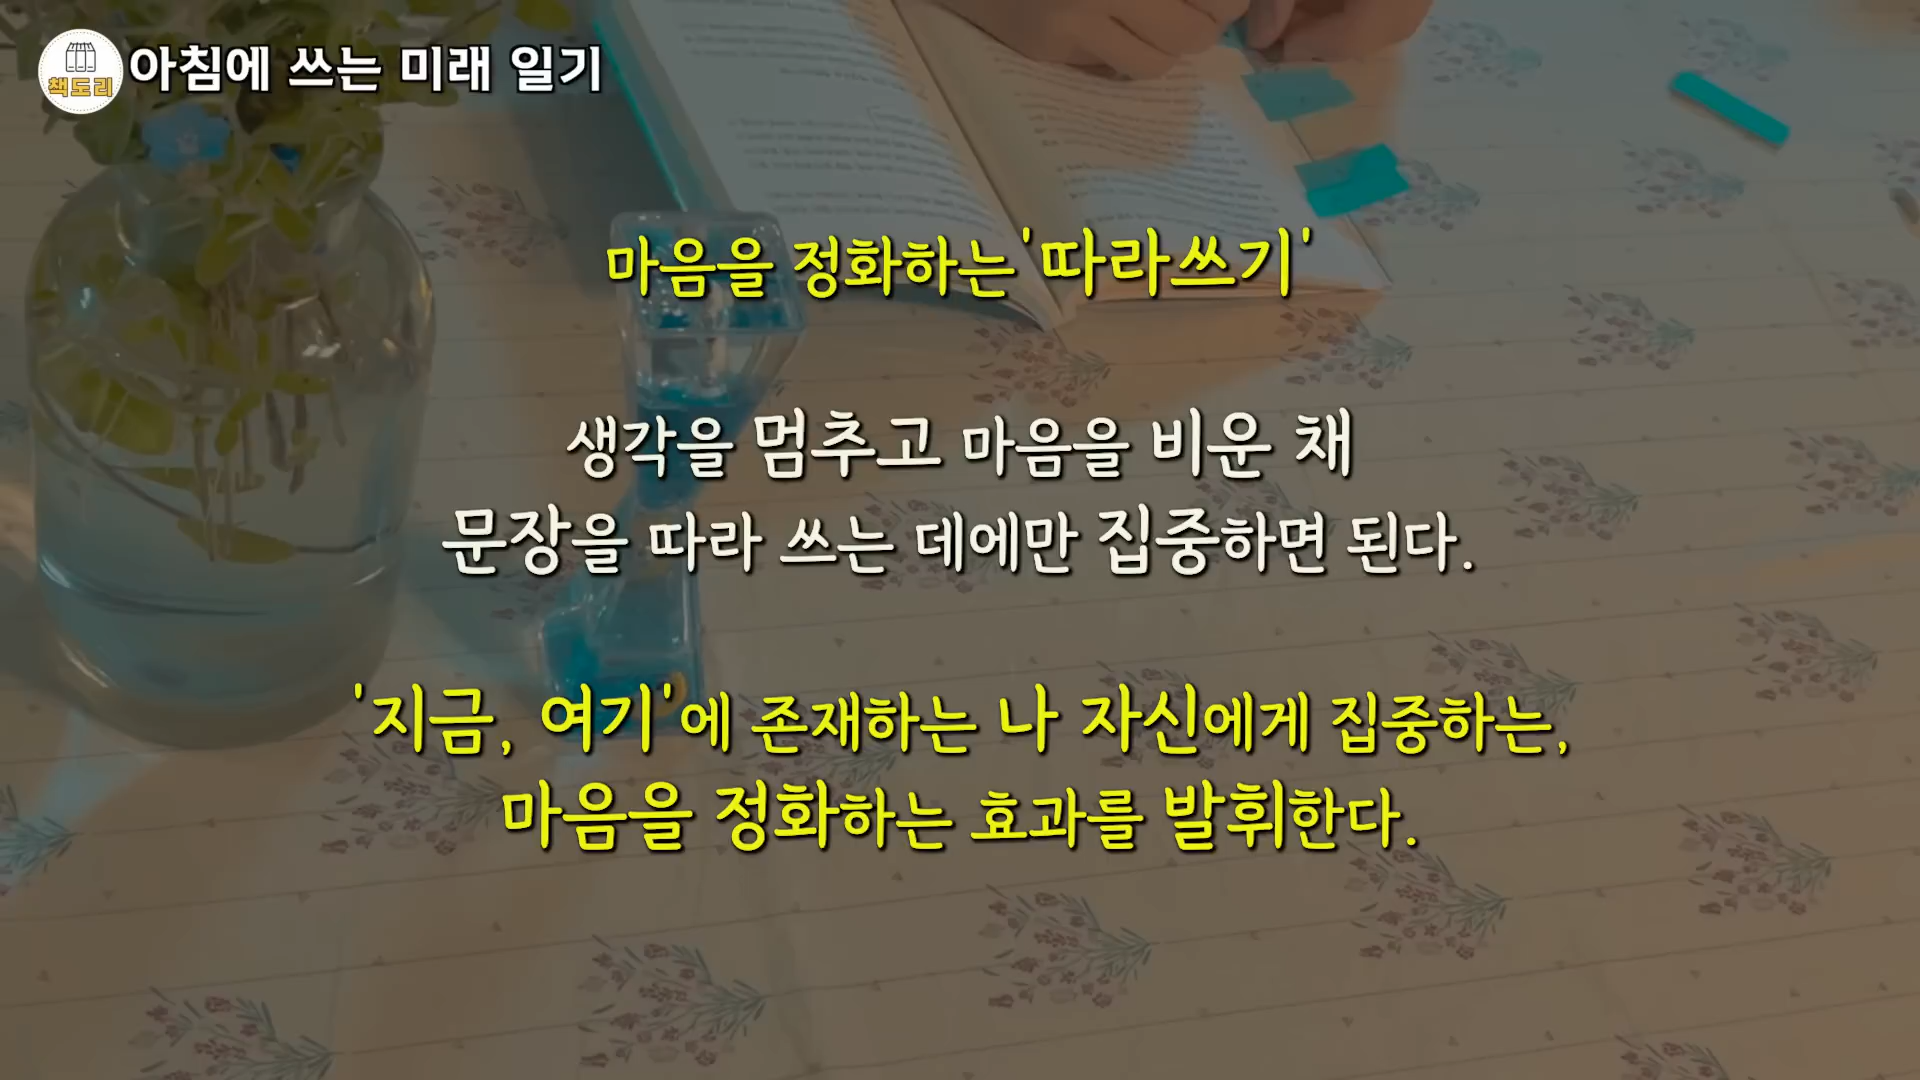 책도리
아침에 쓰는 미래 일기
마음을 정화하는 '따라쓰기'
생각을 멈추고 마음을 비운 채
문장을 따라 쓰는 데에만 집중하면 된다.
'지금, 여기'에 존재하는 나 자신에게 집중하는,
마음을 정화하는 효과를 발휘한다.